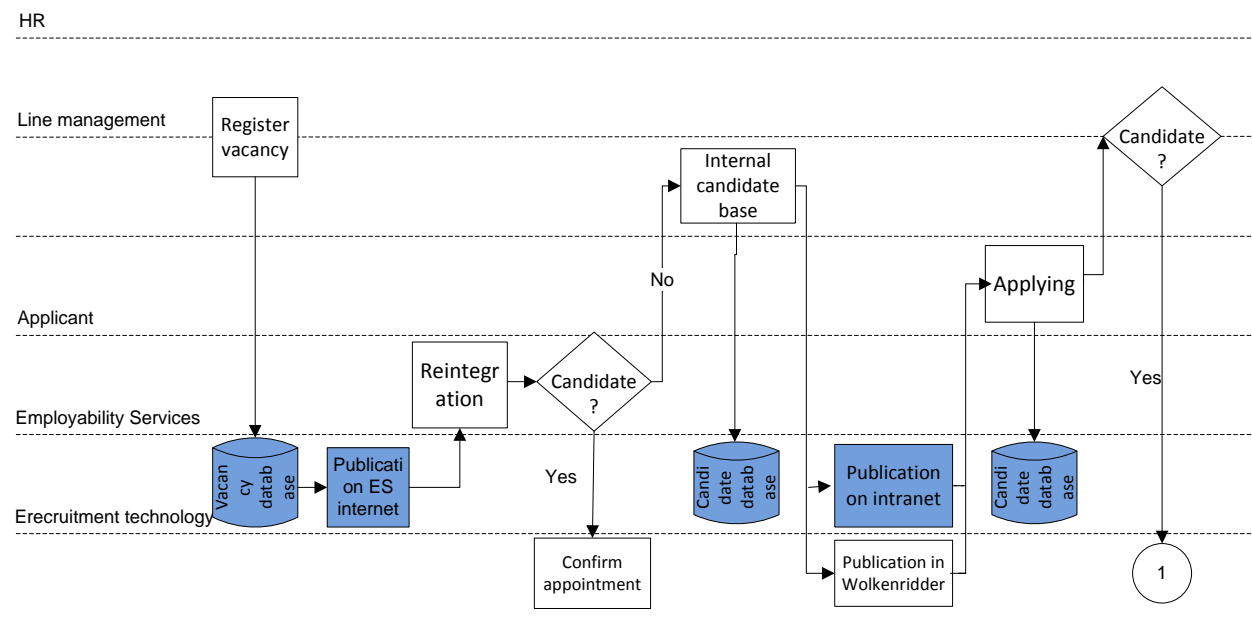 HR
Line management
Register
vacancy
Candidate
?
Internal
candidate
base
No
Applying
Applicant
Reintegr
ation
Candidate
?
Yes
Employability Services
Vacan
cy
datab
ase
Publicati
on ES
internet
Yes
Candi
date
datab
ase
Publication
on intranet
Candi
date
datab
ase
Erecruitment technology
Confirm
appointment
Publication in
Wolkenridder
1